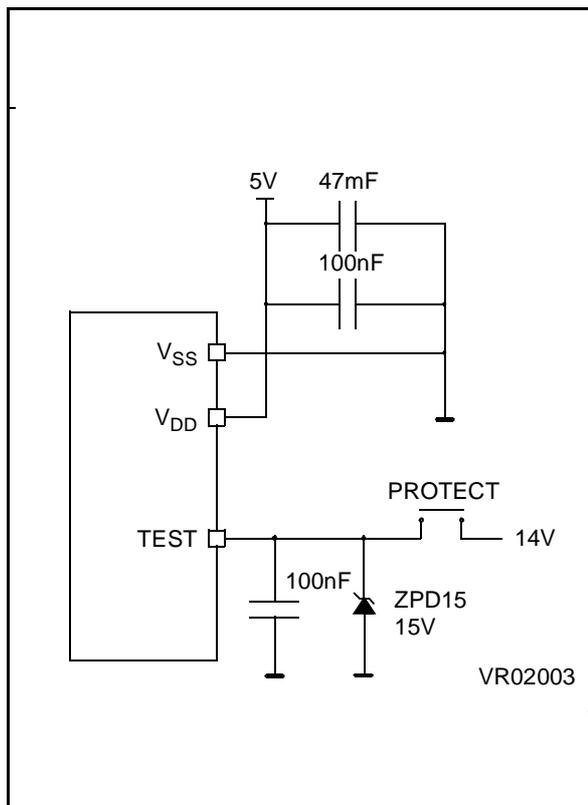 5V 47mF
100nF
VSS
VDD
PROTECT
TEST 14V
100nF ZPD15
15V
VR02003